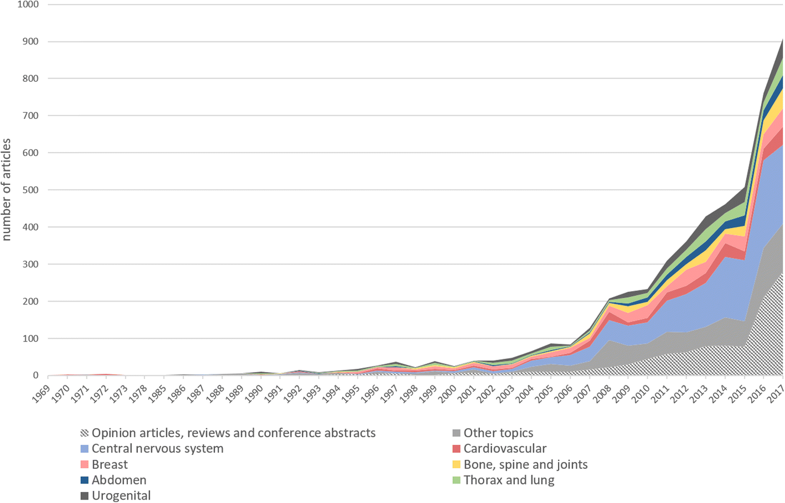 1000
900
800
700
600
500
400
300
200
100
0
number of articles
1969 1970 1971 1972 1973 1978 1985 1986 1987 1988 1989 1990 1991 1992 1993 1994 1995 1996 1997 1998 1999 2000 2001 2002 2003 2004 2005 2006 2007 2008 2009 2010 2011 2012 2013 2014 2015 2016 2017
Opinion articles, reviews and conference abstracts Other topics
Central nervous system Cardiovascular
Breast Bone, spine and joints
Abdomen Thorax and lung
Urogenital